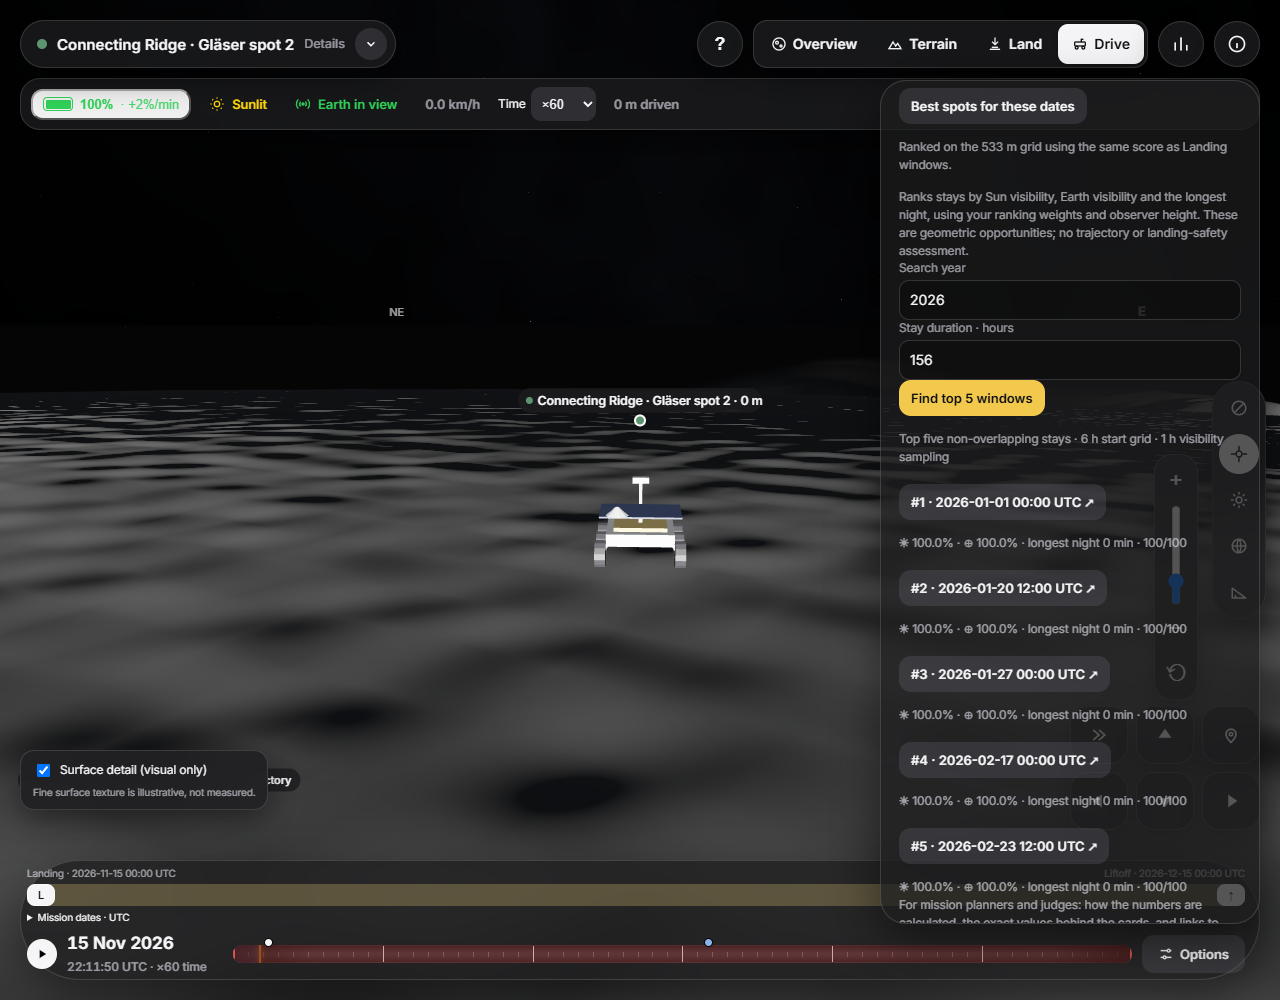 Connecting Ridge · Gläser spot 2 Details
? Overview Terrain Land Drive
100% · +2%/min Sunlit Earth in view 0.0 km/h Time ×60 0 m driven
Best spots for these dates
Ranked on the 533 m grid using the same score as Landing
windows.
Ranks stays by Sun visibility, Earth visibility and the longest
night, using your ranking weights and observer height. These
are geometric opportunities; no trajectory or landing-safety
assessment.
Search year
2026
Stay duration · hours
156
Find top 5 windows
Top five non-overlapping stays · 6 h start grid · 1 h visibility
sampling
#1 · 2026-01-01 00:00 UTC ↗
☀ 100.0% · ⊕ 100.0% · longest night 0 min · 100/100
#2 · 2026-01-20 12:00 UTC ↗
☀ 100.0% · ⊕ 100.0% · longest night 0 min · 100/100
#3 · 2026-01-27 00:00 UTC ↗
☀ 100.0% · ⊕ 100.0% · longest night 0 min · 100/100
#4 · 2026-02-17 00:00 UTC ↗
☀ 100.0% · ⊕ 100.0% · longest night 0 min · 100/100
#5 · 2026-02-23 12:00 UTC ↗
☀ 100.0% · ⊕ 100.0% · longest night 0 min · 100/100
For mission planners and judges: how the numbers are
calculated, the exact values behind the cards, and links to
NE
E
Connecting Ridge · Gläser spot 2 · 0 m
Surface detail (visual only)
Fine surface texture is illustrative, not measured.
ctory
Landing · 2026-11-15 00:00 UTC
Liftoff · 2026-12-15 00:00 UTC
L
Mission dates · UTC
15 Nov 2026
22:11:50 UTC · ×60 time
Options